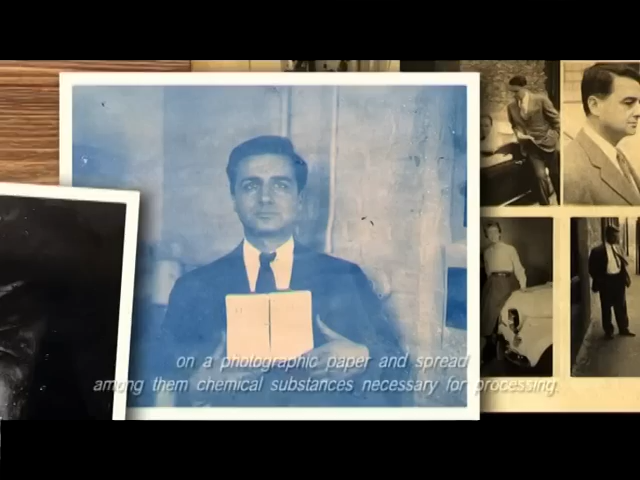 on a photographic paper and spread
among them chemical substances necessary for processing.